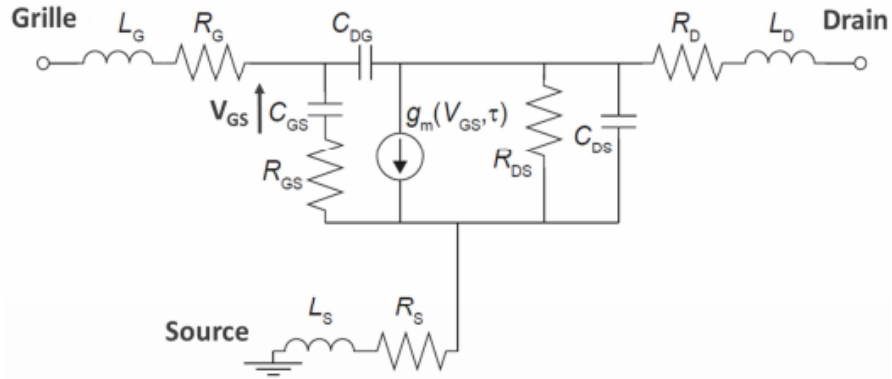 Grille
L_G
R_G
C_DG
R_D
L_D
Drain
V_GS
C_GS
g_m(V_GS,τ)
R_GS
R_DS
C_DS
L_S
R_S
Source